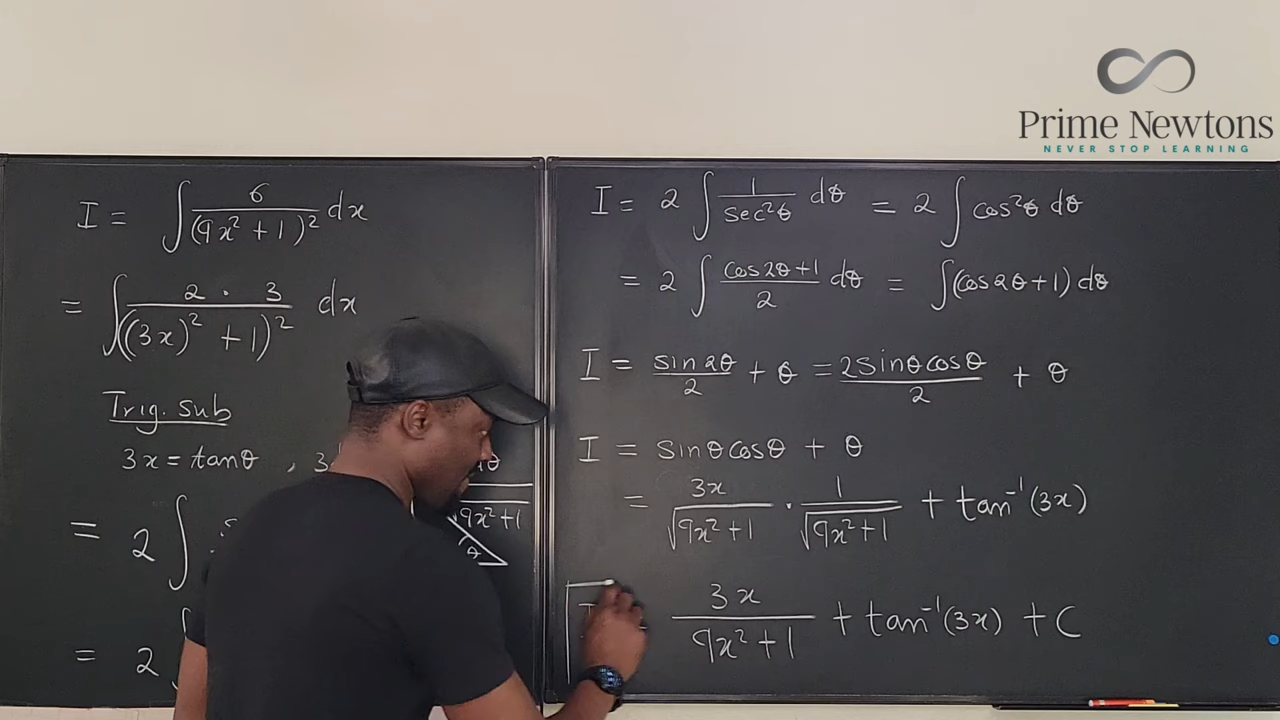 Prime Newtons
NEVER STOP LEARNING
I = ∫ 6/(9x² + 1)² dx
= ∫ 2 · 3/((3x)² + 1)² dx
Trig. sub
3x = tanθ , 3
= 2 ∫
= 2 ∫
√9x²+1
I = 2 ∫ 1/sec²θ dθ = 2 ∫ cos²θ dθ
= 2 ∫ (cos2θ+1)/2 dθ = ∫(cos2θ+1) dθ
I = sin2θ/2 + θ = 2sinθcosθ/2 + θ
I = sinθcosθ + θ
= 3x/√9x²+1 · 1/√9x²+1 + tan⁻¹(3x)
3x/9x²+1 + tan⁻¹(3x) + C